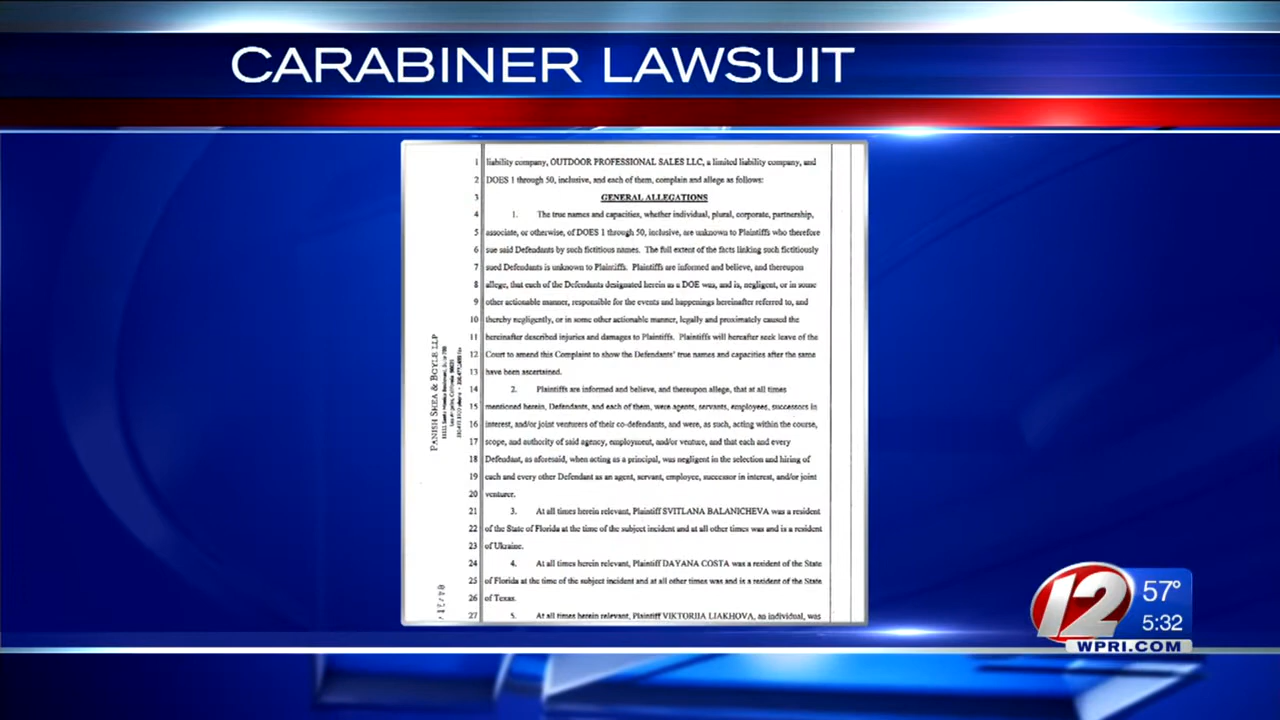 CARABINER LAWSUIT
1 liability company, OUTDOOR PROFESSIONAL SALES LLC, a limited liability company, and
2 DOES 1 through 50, inclusive, and each of them, complain and allege as follows:
3 GENERAL ALLEGATIONS
4 1. The true names and capacities, whether individual, plural, corporate, partnership,
5 associate, or otherwise, of DOES 1 through 50, inclusive, are unknown to Plaintiffs who therefore
6 sue said Defendants by such fictitious names. The full extent of the facts linking such fictitiously
7 sued Defendants is unknown to Plaintiffs. Plaintiffs are informed and believe, and thereupon
8 allege, that each of the Defendants designated herein as a DOE was, and is, negligent, or in some
9 other actionable manner, responsible for the events and happenings hereinafter referred to, and
10 thereby negligently, or in some other actionable manner, legally and proximately caused the
11 hereinafter described injuries and damages to Plaintiffs. Plaintiffs will hereafter seek leave of the
12 Court to amend this Complaint to show the Defendants' true names and capacities after the same
13 have been ascertained.
14 2. Plaintiffs are informed and believe, and thereupon allege, that at all times
15 mentioned herein, Defendants, and each of them, were agents, servants, employees, successors in
16 interest, and/or joint venturers of their co-defendants, and were, as such, acting within the course,
17 scope, and authority of said agency, employment, and/or venture, and that each and every
18 Defendant, as aforesaid, when acting as a principal, was negligent in the selection and hiring of
19 each and every other Defendant as an agent, servant, employee, successor in interest, and/or joint
20 venturer.
21 3. At all times herein relevant, Plaintiff SVITLANA BALANICHEVA was a resident
22 of the State of Florida at the time of the subject incident and at all other times was and is a resident
23 of Ukraine.
24 4. At all times herein relevant, Plaintiff DAYANA COSTA was a resident of the State
25 of Florida at the time of the subject incident and at all other times was and is a resident of the State
26 of Texas.
27 5. At all times herein relevant, Plaintiff VIKTORIIA LIAKHOVA, an individual, was
PANISH SHEA & BOYLE LLP
12
57°
5:32
WPRI.COM